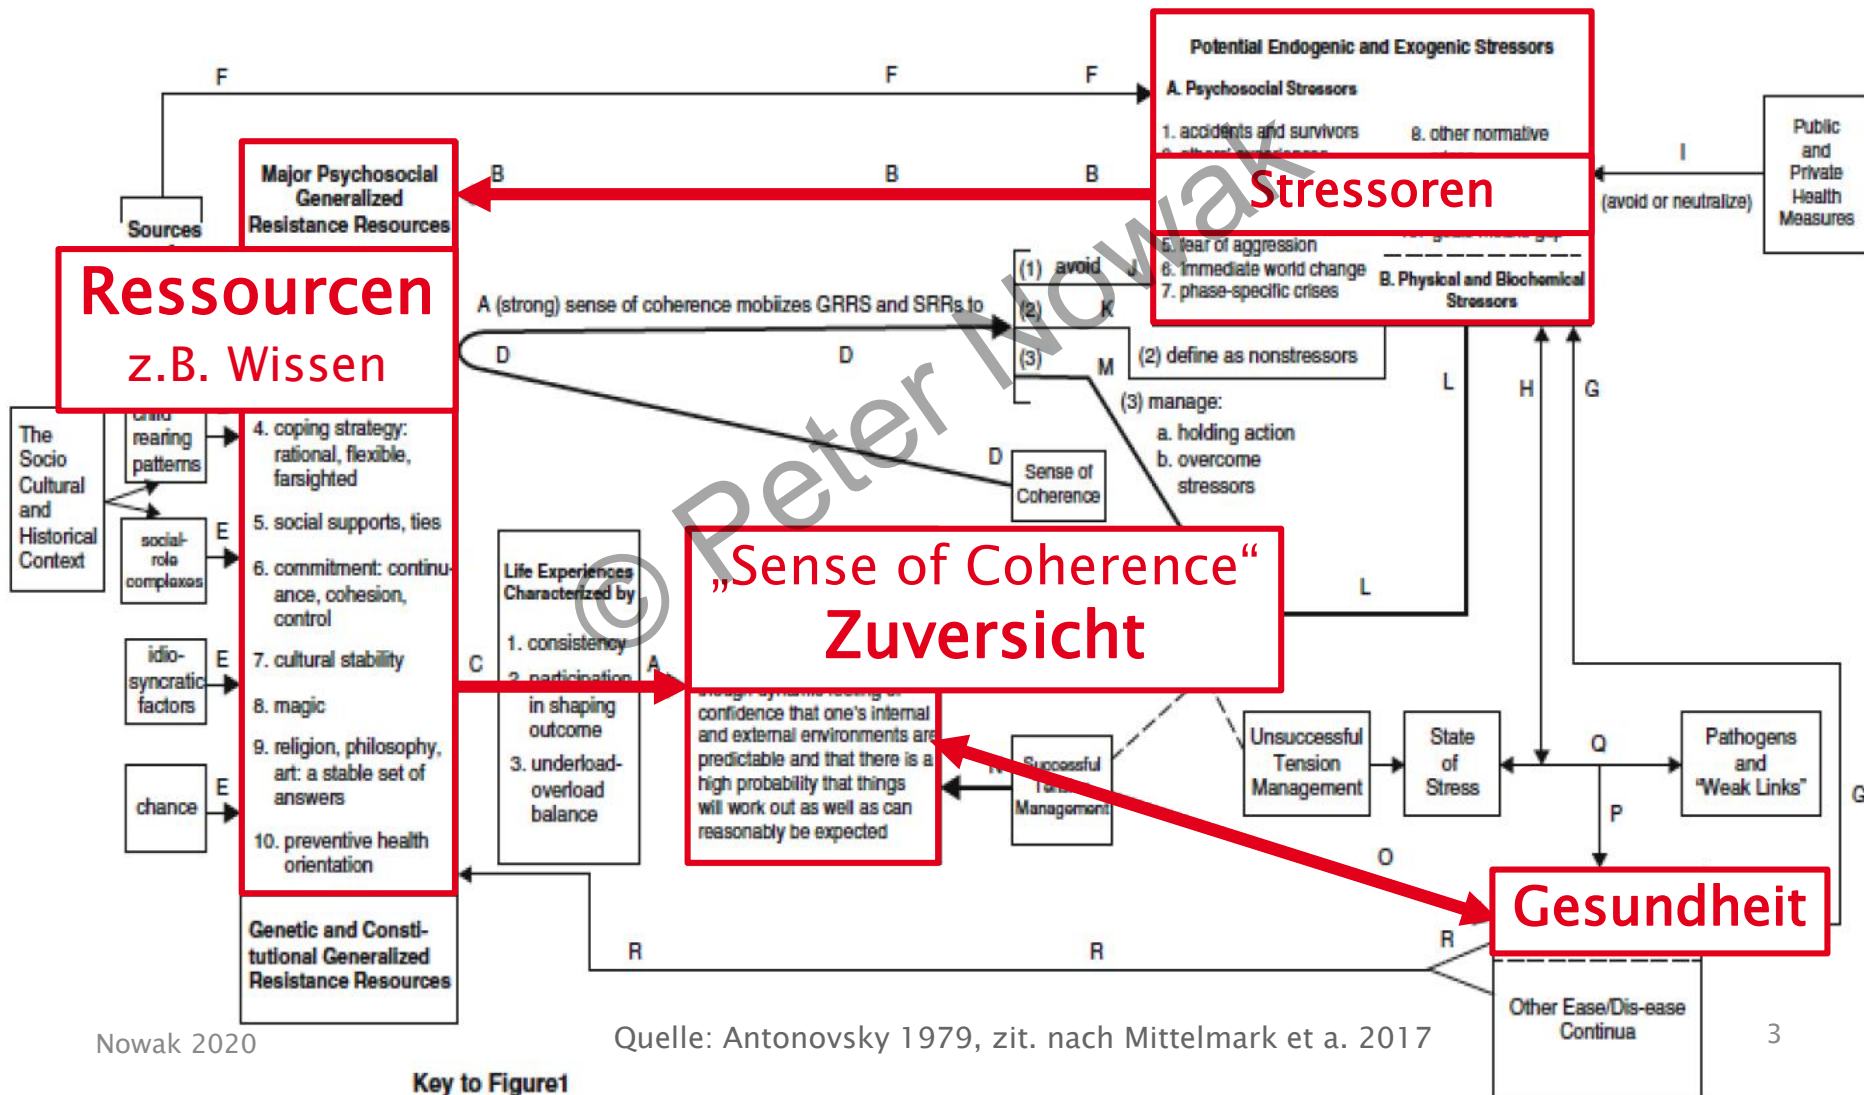 Potential Endogenic and Exogenic Stressors
A. Psychosocial Stressors
1. accidents and survivors
8. other normative
Stressoren
5. fear of aggression
6. Immediate world change
7. phase-specific crises
B. Physical and Biochemical
Stressors
F
F
F
B
B
B
I
(avoid or neutralize)
Public
and
Private
Health
Measures
Sources
Major Psychosocial
Generalized
Resistance Resources
Ressourcen
z.B. Wissen
A (strong) sense of coherence mobiizes GRRS and SRRs to
D
D
D
(1) avoid
J
(2)
K
(3)
M
(2) define as nonstressors
(3) manage:
a. holding action
b. overcome
stressors
L
H
G
Sense of
Coherence
The
Socio
Cultural
and
Historical
Context
child
rearing
patterns
social-
role
complexes
E
idio-
syncratic
factors
E
chance
E
4. coping strategy:
rational, flexible,
farsighted
5. social supports, ties
6. commitment: continu-
ance, cohesion,
control
7. cultural stability
8. magic
9. religion, philosophy,
art: a stable set of
answers
10. preventive health
orientation
Genetic and Consti-
tutional Generalized
Resistance Resources
C
Life Experiences
Characterized by
1. consistency
2. participation
in shaping
outcome
3. underload-
overload
balance
A
„Sense of Coherence“
Zuversicht
though dynamic feeling of
confidence that one's internal
and external environments are
predictable and that there is a
high probability that things
will work out as well as can
reasonably be expected
L
N
Successful
Tension
Management
Unsuccessful
Tension
Management
State
of
Stress
Q
P
Pathogens
and
“Weak Links”
G
O
Gesundheit
R
R
R
Other Ease/Dis-ease
Continua
© Peter Nowak
Nowak 2020
Quelle: Antonovsky 1979, zit. nach Mittelmark et a. 2017
3
Key to Figure1